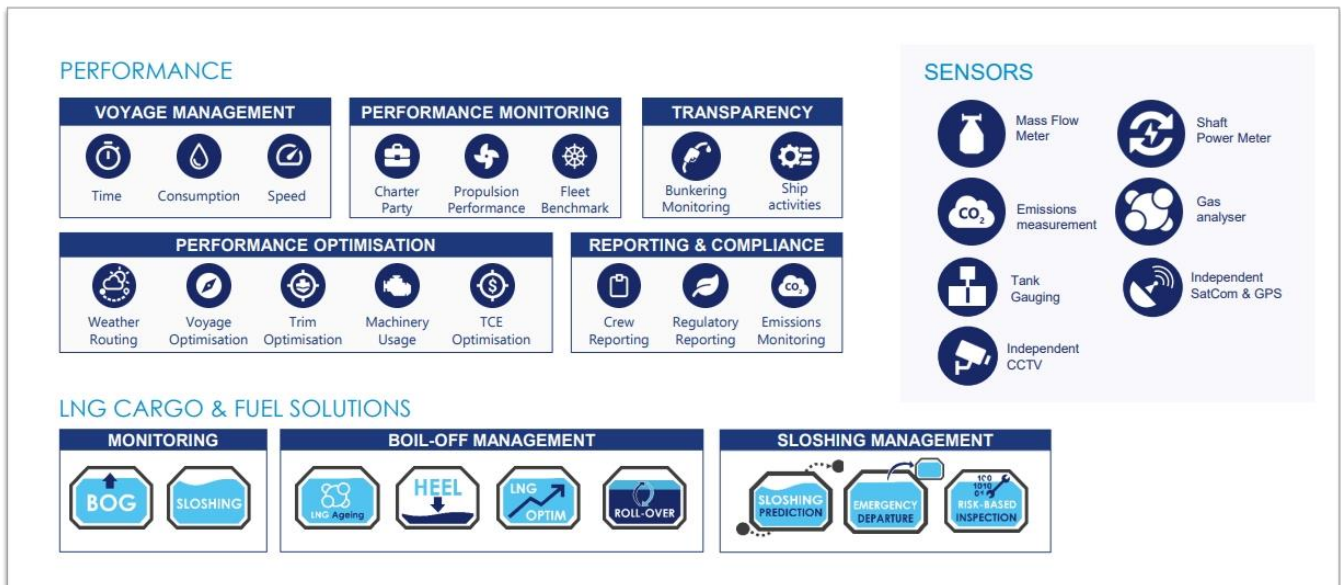 PERFORMANCE
VOYAGE MANAGEMENT
Time
Consumption
Speed
PERFORMANCE MONITORING
Charter
Party
Propulsion
Performance
Fleet
Benchmark
TRANSPARENCY
Bunkering
Monitoring
Ship
activities
PERFORMANCE OPTIMISATION
Weather
Routing
Voyage
Optimisation
Trim
Optimisation
Machinery
Usage
$
TCE
Optimisation
REPORTING & COMPLIANCE
Crew
Reporting
Regulatory
Reporting
CO2
Emissions
Monitoring
SENSORS
Mass Flow
Meter
Shaft
Power Meter
CO2
Emissions
measurement
Gas
analyser
Tank
Gauging
Independent
SatCom & GPS
Independent
CCTV
LNG CARGO & FUEL SOLUTIONS
MONITORING
BOG
SLOSHING
BOIL-OFF MANAGEMENT
LNG Ageing
HEEL
LNG
OPTIM
ROLL-OVER
SLOSHING MANAGEMENT
SLOSHING
PREDICTION
EMERGENCY
DEPARTURE
100
1010
01
RISK-BASED
INSPECTION